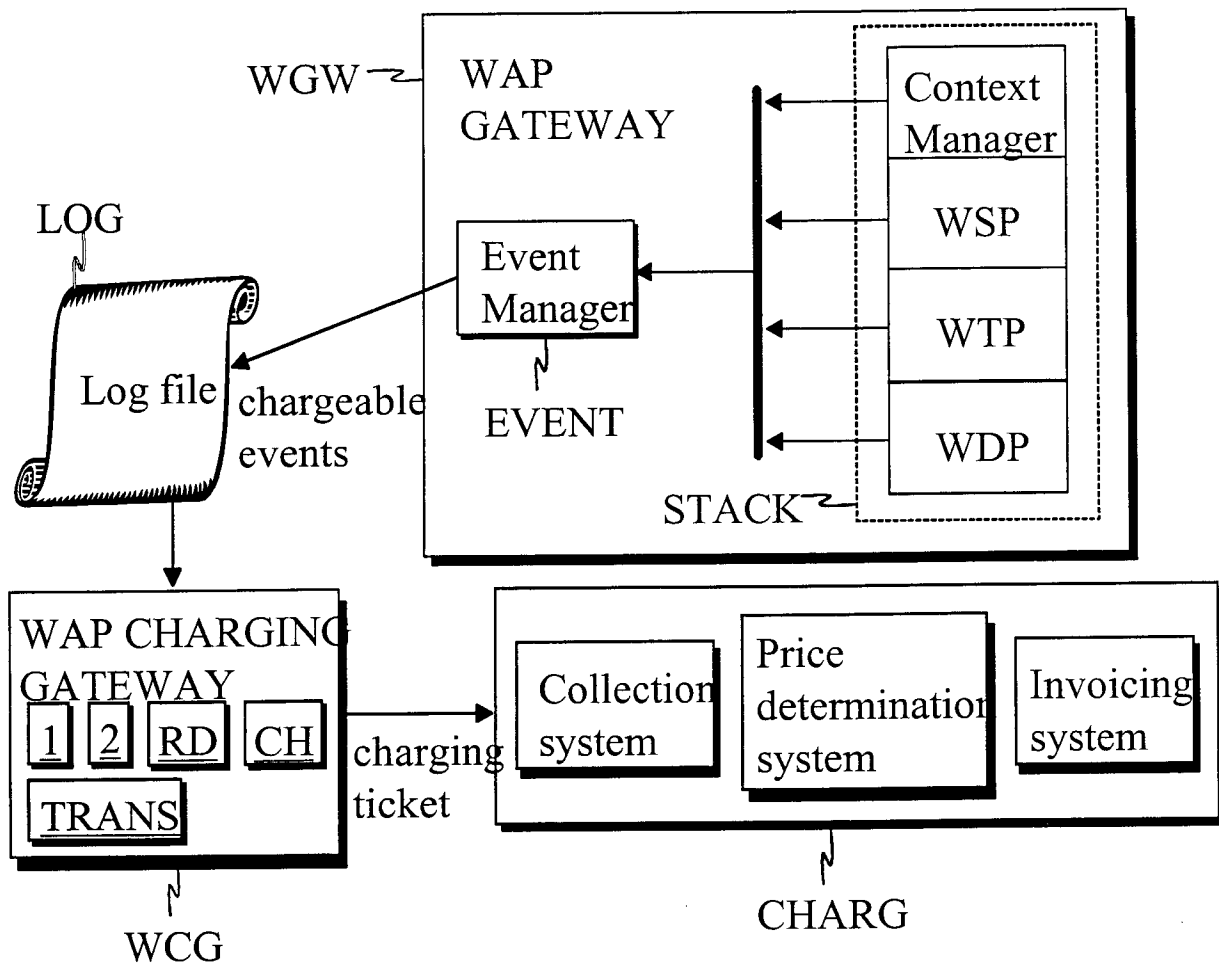 WGW
WAP
GATEWAY
Context
Manager
WSP
WTP
WDP
STACK
Event
Manager
EVENT
LOG
Log file
chargeable
events
WAP CHARGING
GATEWAY
1 2 RD CH
TRANS
WCG
charging
ticket
Collection
system
Price
determination
system
Invoicing
system
CHARG